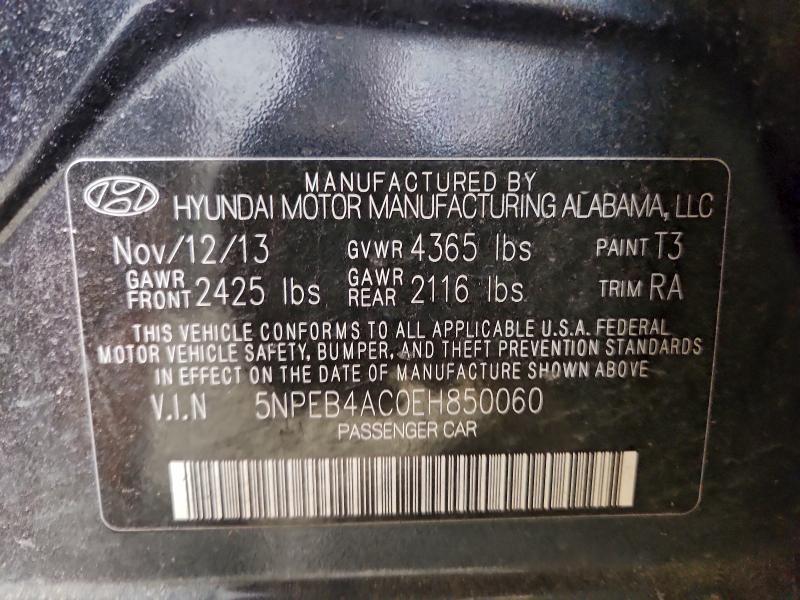 MANUFACTURED BY
HYUNDAI MOTOR MANUFACTURING ALABAMA, LLC
Nov/12/13 GVWR 4365 lbs PAINT T3
GAWR FRONT 2425 lbs GAWR REAR 2116 lbs TRIM RA
THIS VEHICLE CONFORMS TO ALL APPLICABLE U.S.A. FEDERAL
MOTOR VEHICLE SAFETY, BUMPER, AND THEFT PREVENTION STANDARDS
IN EFFECT ON THE DATE OF MANUFACTURE SHOWN ABOVE
V.I.N 5NPEB4AC0EH850060
PASSENGER CAR